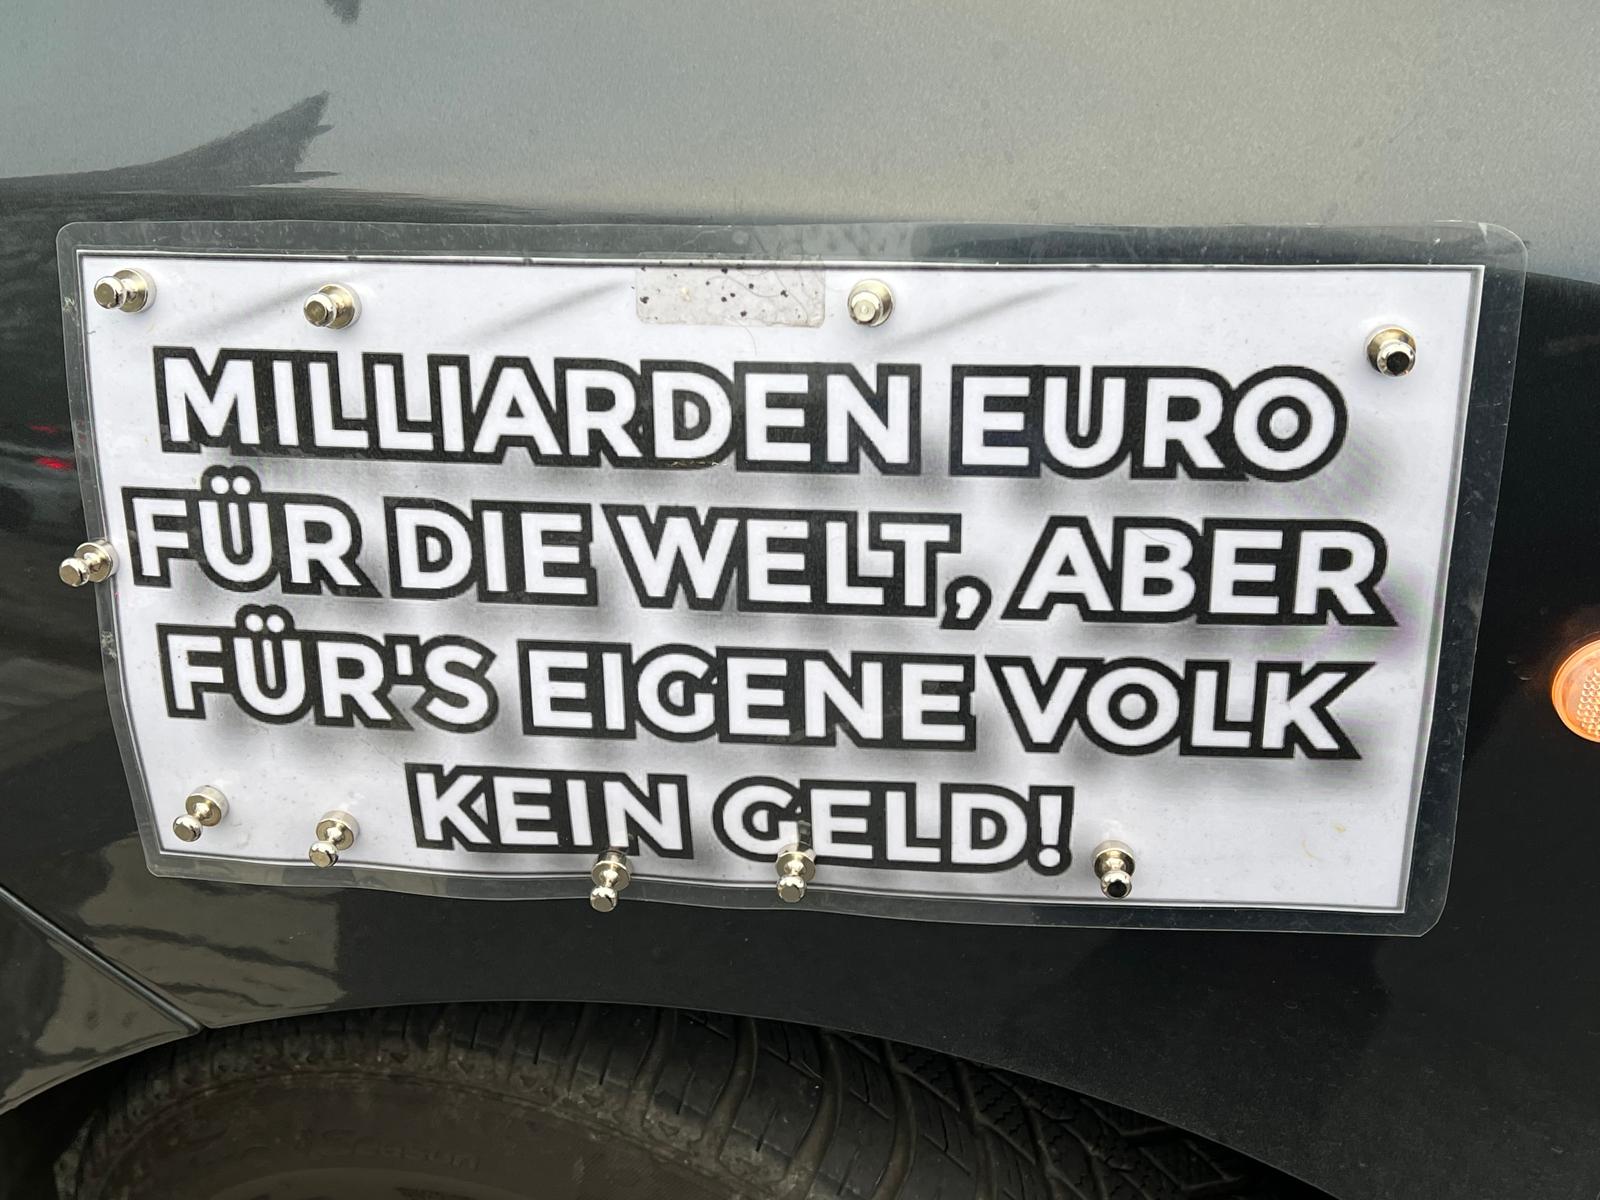 MILLIARDEN EURO
FÜR DIE WELT, ABER
FÜR'S EIGENE VOLK
KEIN GELD!